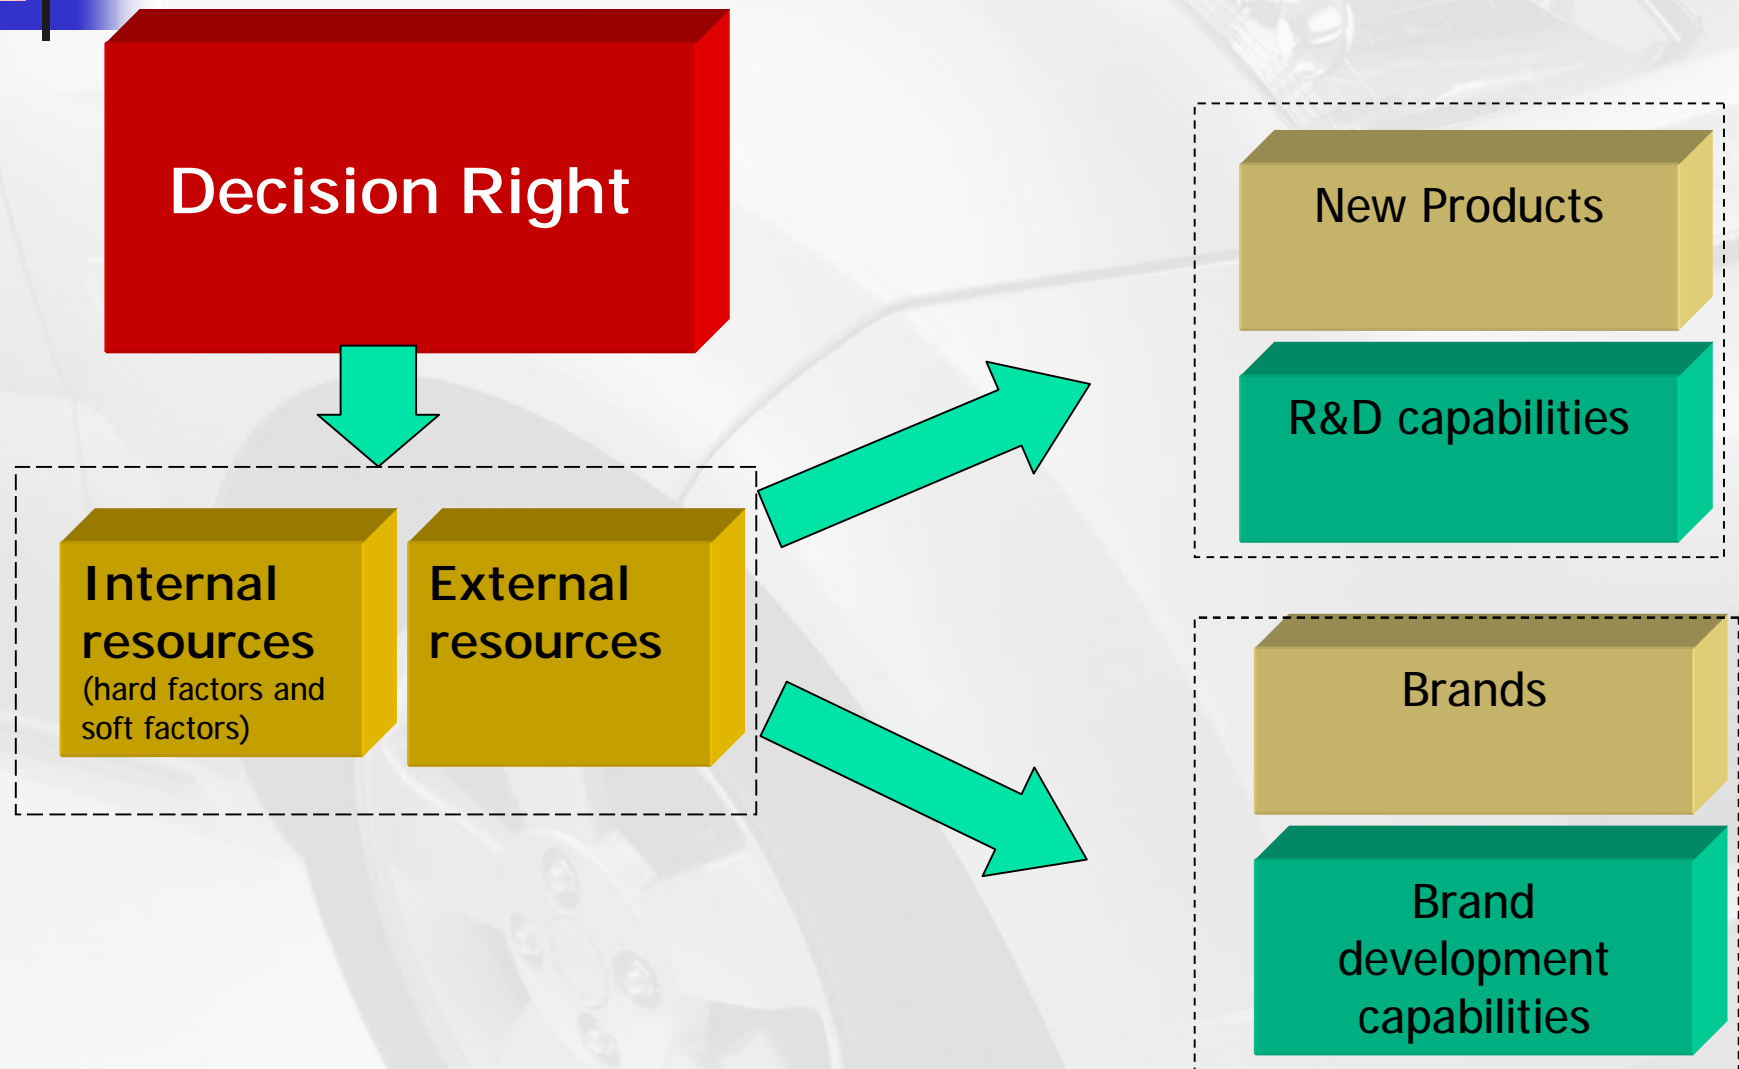 Decision Right
New Products
R&D capabilities
Internal
resources
(hard factors and
soft factors)
External
resources
Brands
Brand
development
capabilities